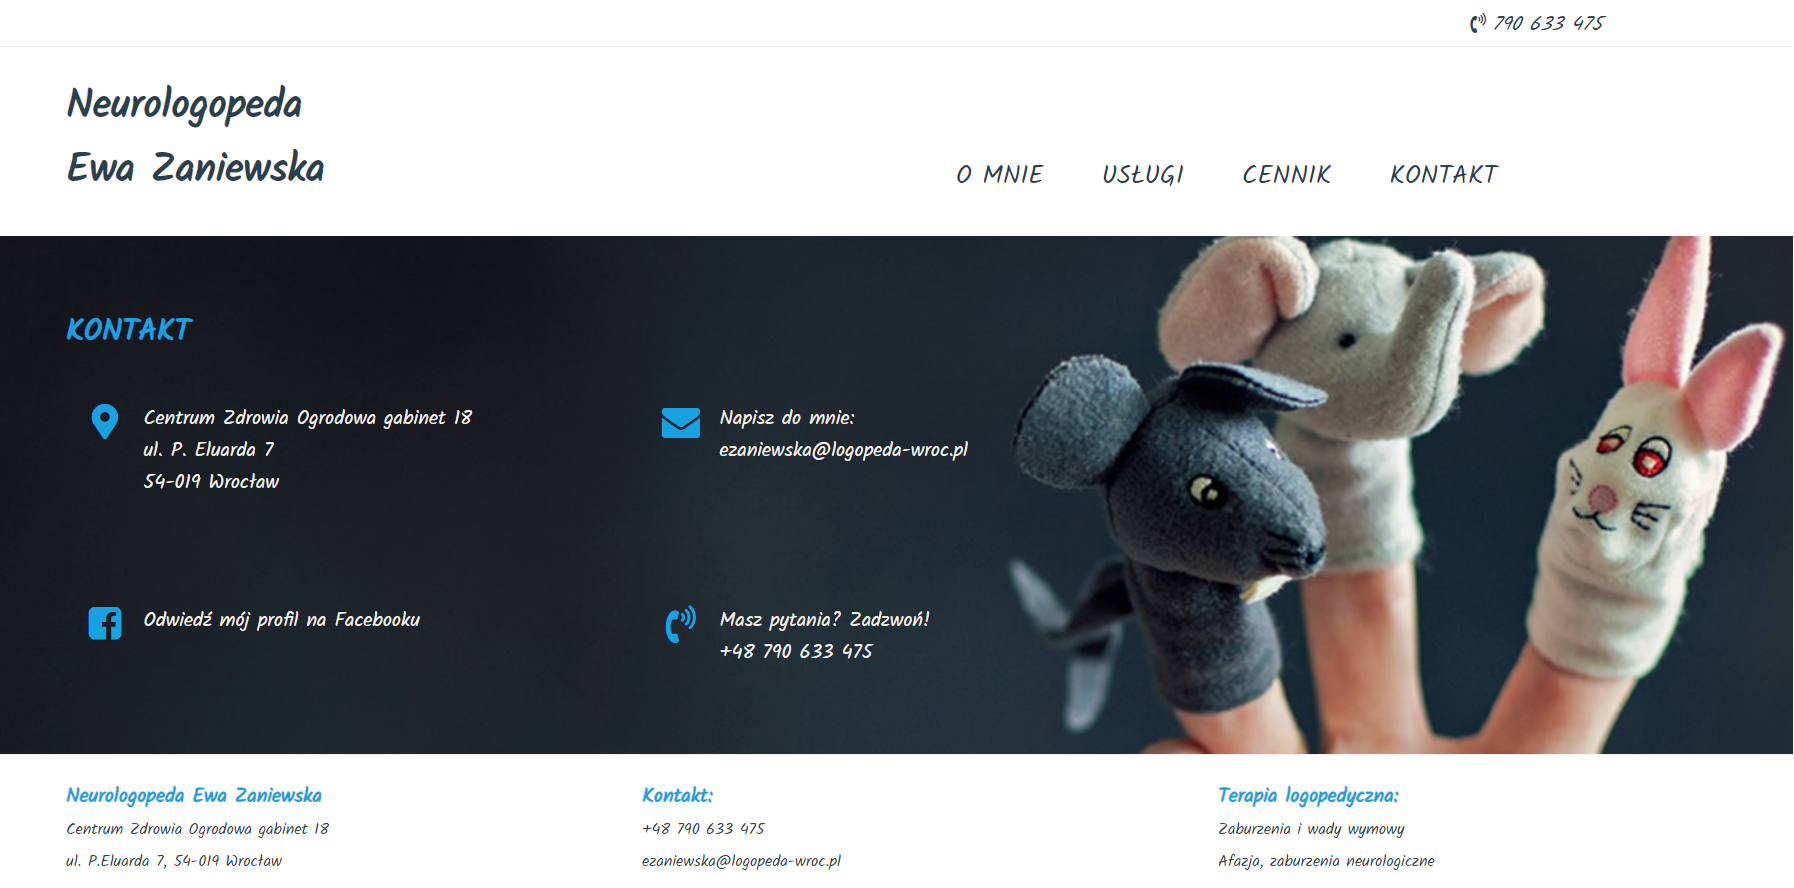 790 633 475
Neurologopeda
Ewa Zaniewska
O MNIE
USŁUGI
CENNIK
KONTAKT
KONTAKT
Centrum Zdrowia Ogrodowa gabinet 18
ul. P. Eluarda 7
54-019 Wrocław
Napisz do mnie:
ezaniewska@logopeda-wroc.pl
Odwiedź mój profil na Facebooku
Masz pytania? Zadzwoń!
+48 790 633 475
Neurologopeda Ewa Zaniewska
Centrum Zdrowia Ogrodowa gabinet 18
ul. P.Eluarda 7, 54-019 Wrocław
Kontakt:
+48 790 633 475
ezaniewska@logopeda-wroc.pl
Terapia logopedyczna:
Zaburzenia i wady wymowy
Afazja, zaburzenia neurologiczne